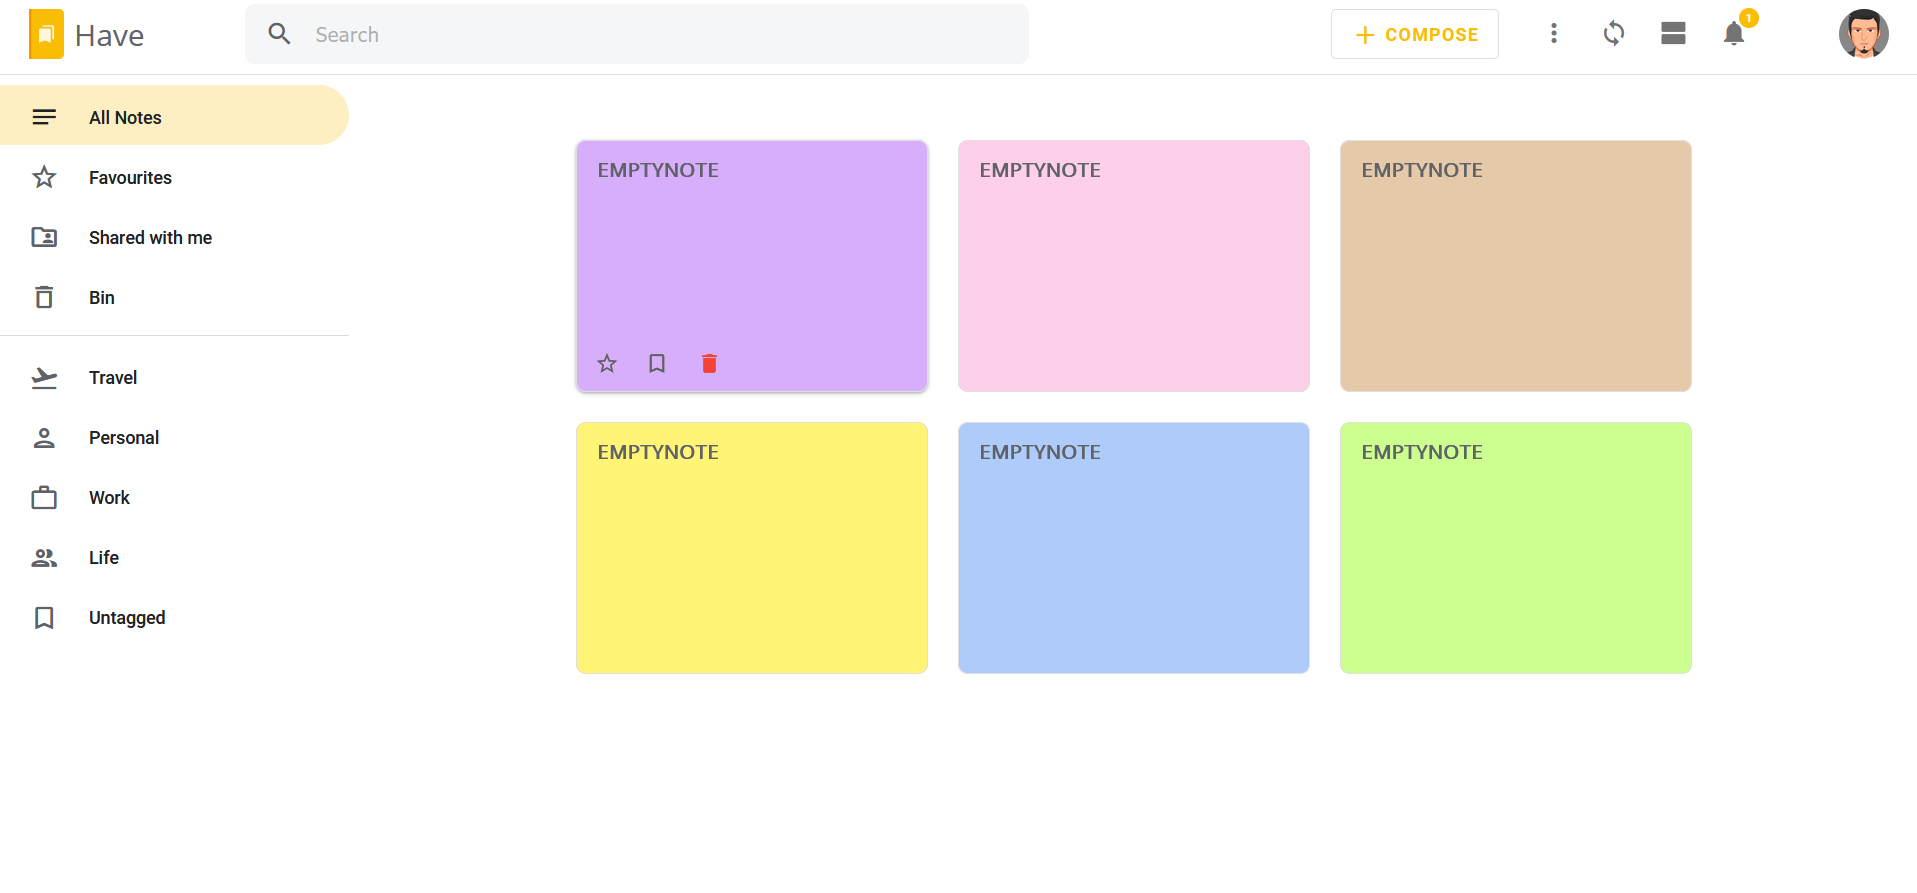 Have
Search
COMPOSE
1
All Notes
Favourites
Shared with me
Bin
Travel
Personal
Work
Life
Untagged
EMPTYNOTE
EMPTYNOTE
EMPTYNOTE
EMPTYNOTE
EMPTYNOTE
EMPTYNOTE